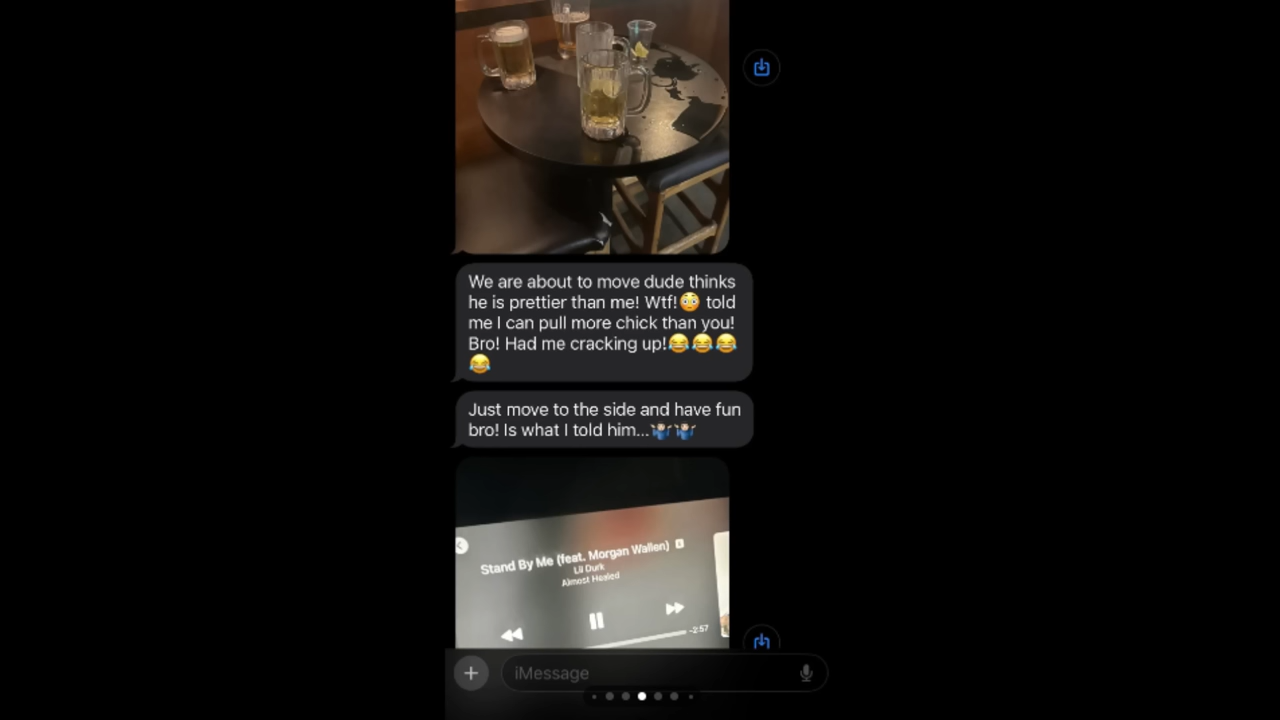 We are about to move dude thinks
he is prettier than me! Wtf!😳 told
me I can pull more chick than you!
Bro! Had me cracking up!😂😂😂
😂
Just move to the side and have fun
bro! Is what I told him...🤷🏻‍♂️🤷🏻‍♂️
Stand By Me (feat. Morgan Wallen) E
Lil Durk
Almost Healed
-2:57
iMessage